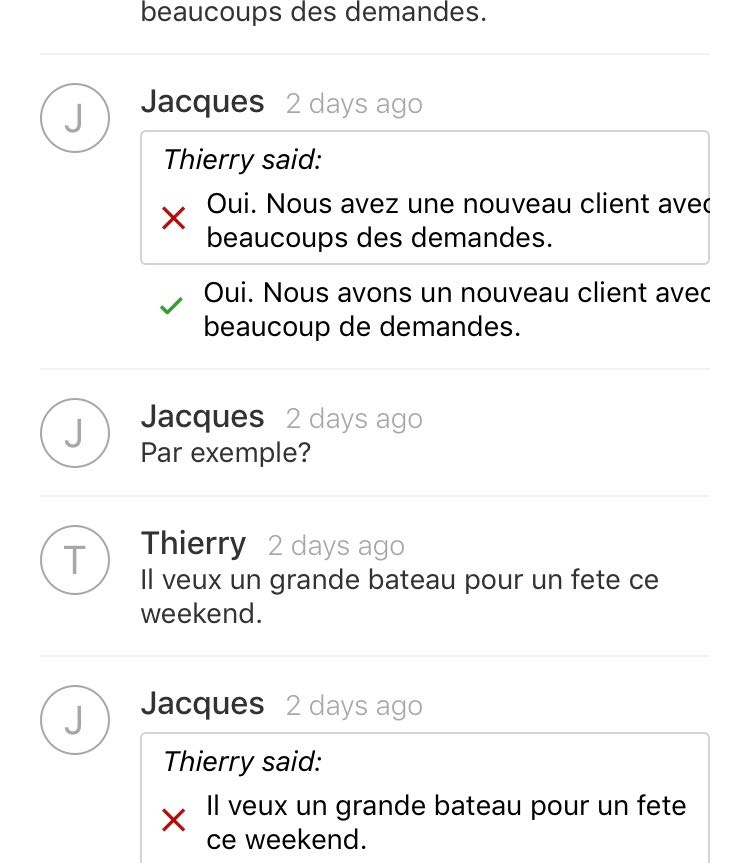 beaucoups des demandes.
J
Jacques 2 days ago
Thierry said:
Oui. Nous avez une nouveau client avec
beaucoups des demandes.
Oui. Nous avons un nouveau client avec
beaucoup de demandes.
J
Jacques 2 days ago
Par exemple?
T
Thierry 2 days ago
Il veux un grande bateau pour un fete ce
weekend.
J
Jacques 2 days ago
Thierry said:
Il veux un grande bateau pour un fete
ce weekend.